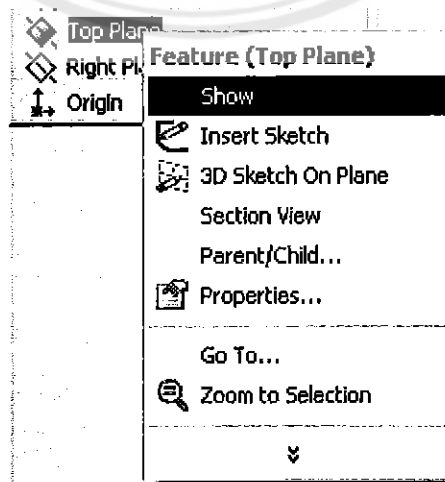 Top Plane
Right Pl
Origin
Feature (Top Plane)
Show
Insert Sketch
3D Sketch On Plane
Section View
Parent/Child...
Properties...
Go To...
Zoom to Selection